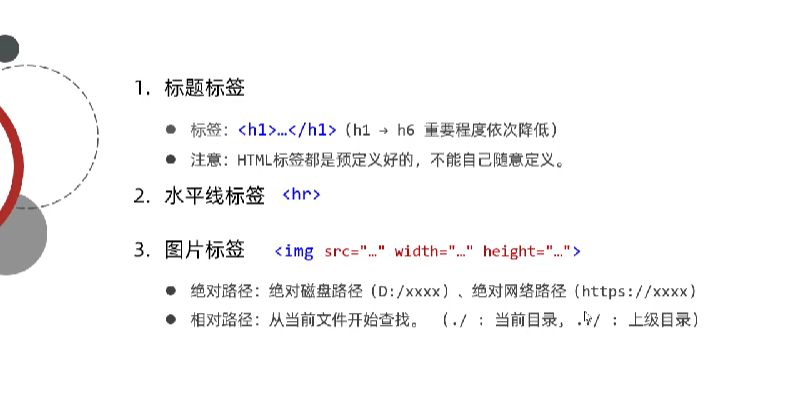 1. 标题标签
● 标签：<h1>…</h1>（h1 → h6 重要程度依次降低）
● 注意：HTML标签都是预定义好的，不能自己随意定义。
2. 水平线标签 <hr>
3. 图片标签 <img src="…" width="…" height="…">
● 绝对路径：绝对磁盘路径（D:/xxxx）、绝对网络路径（https://xxxx）
● 相对路径：从当前文件开始查找。 （./ : 当前目录, ../ : 上级目录）